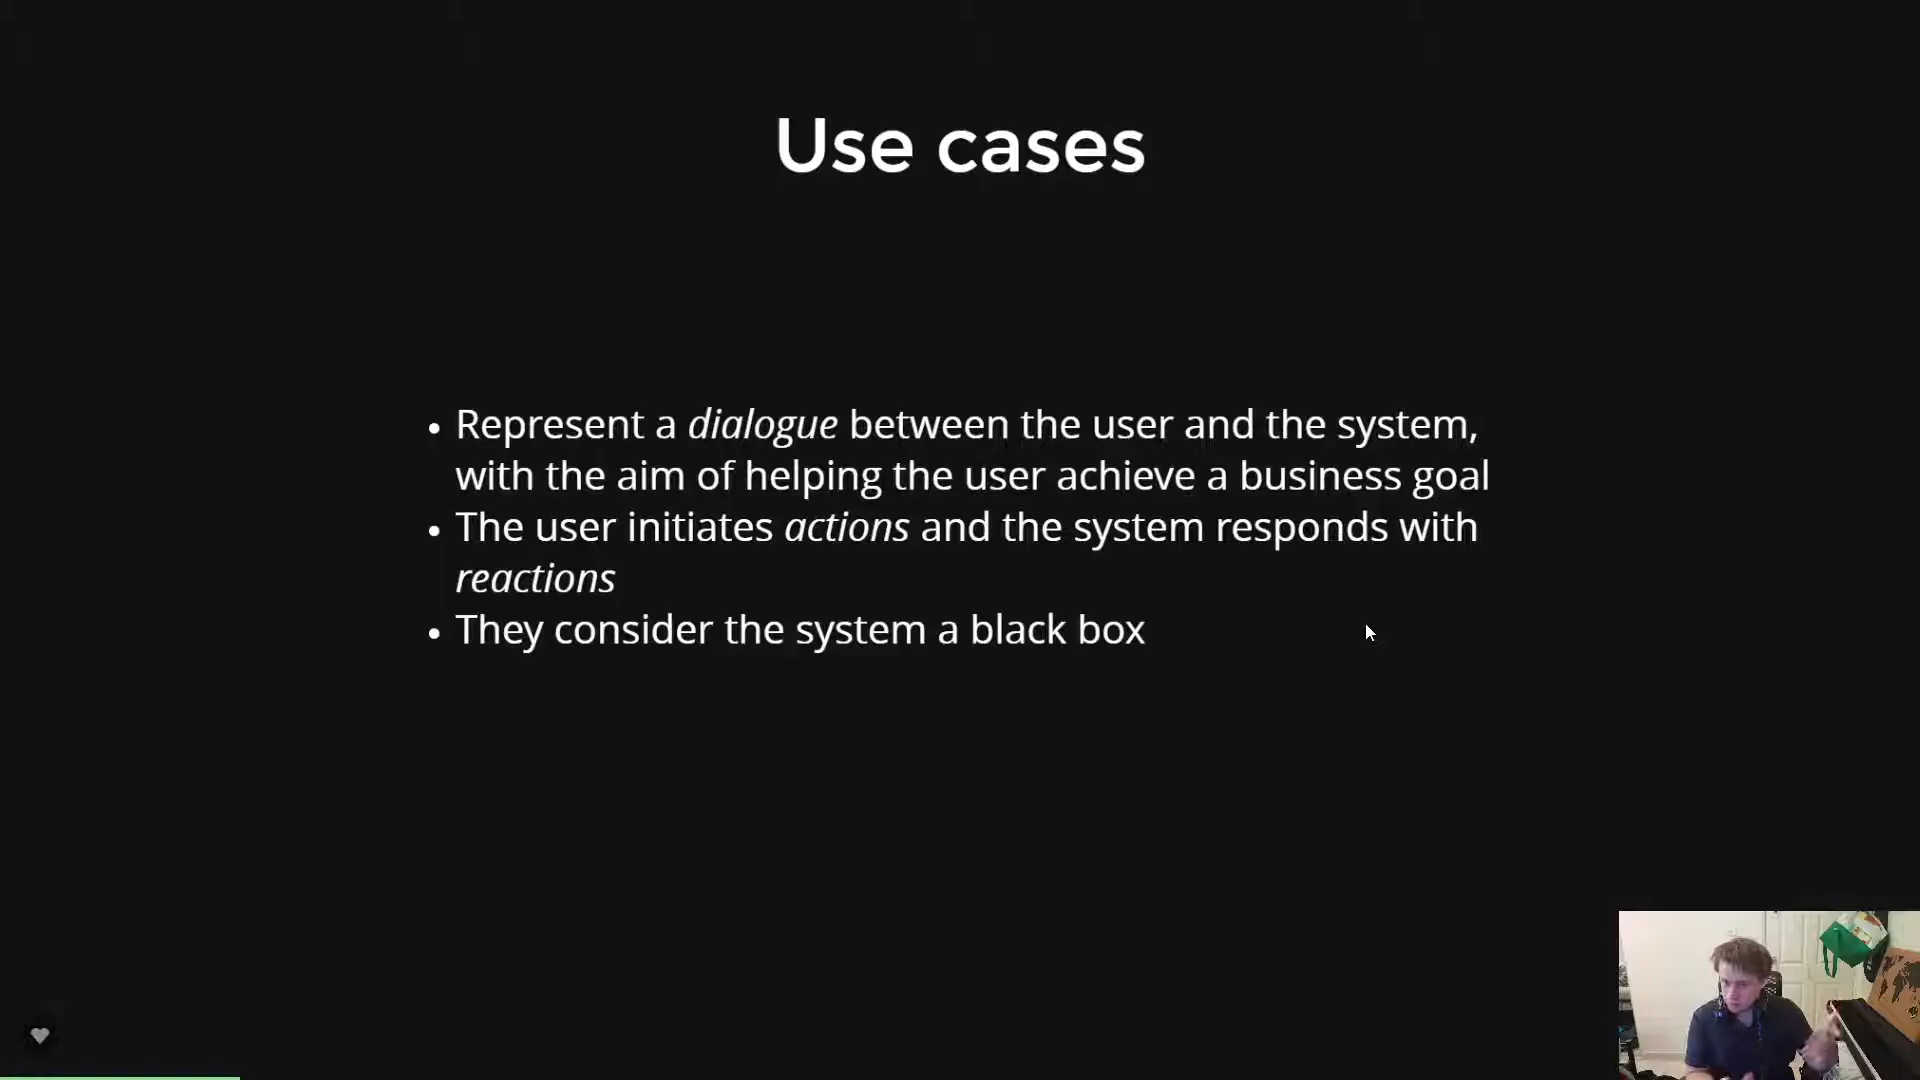 Use cases
• Represent a dialogue between the user and the system,
with the aim of helping the user achieve a business goal
• The user initiates actions and the system responds with
reactions
• They consider the system a black box